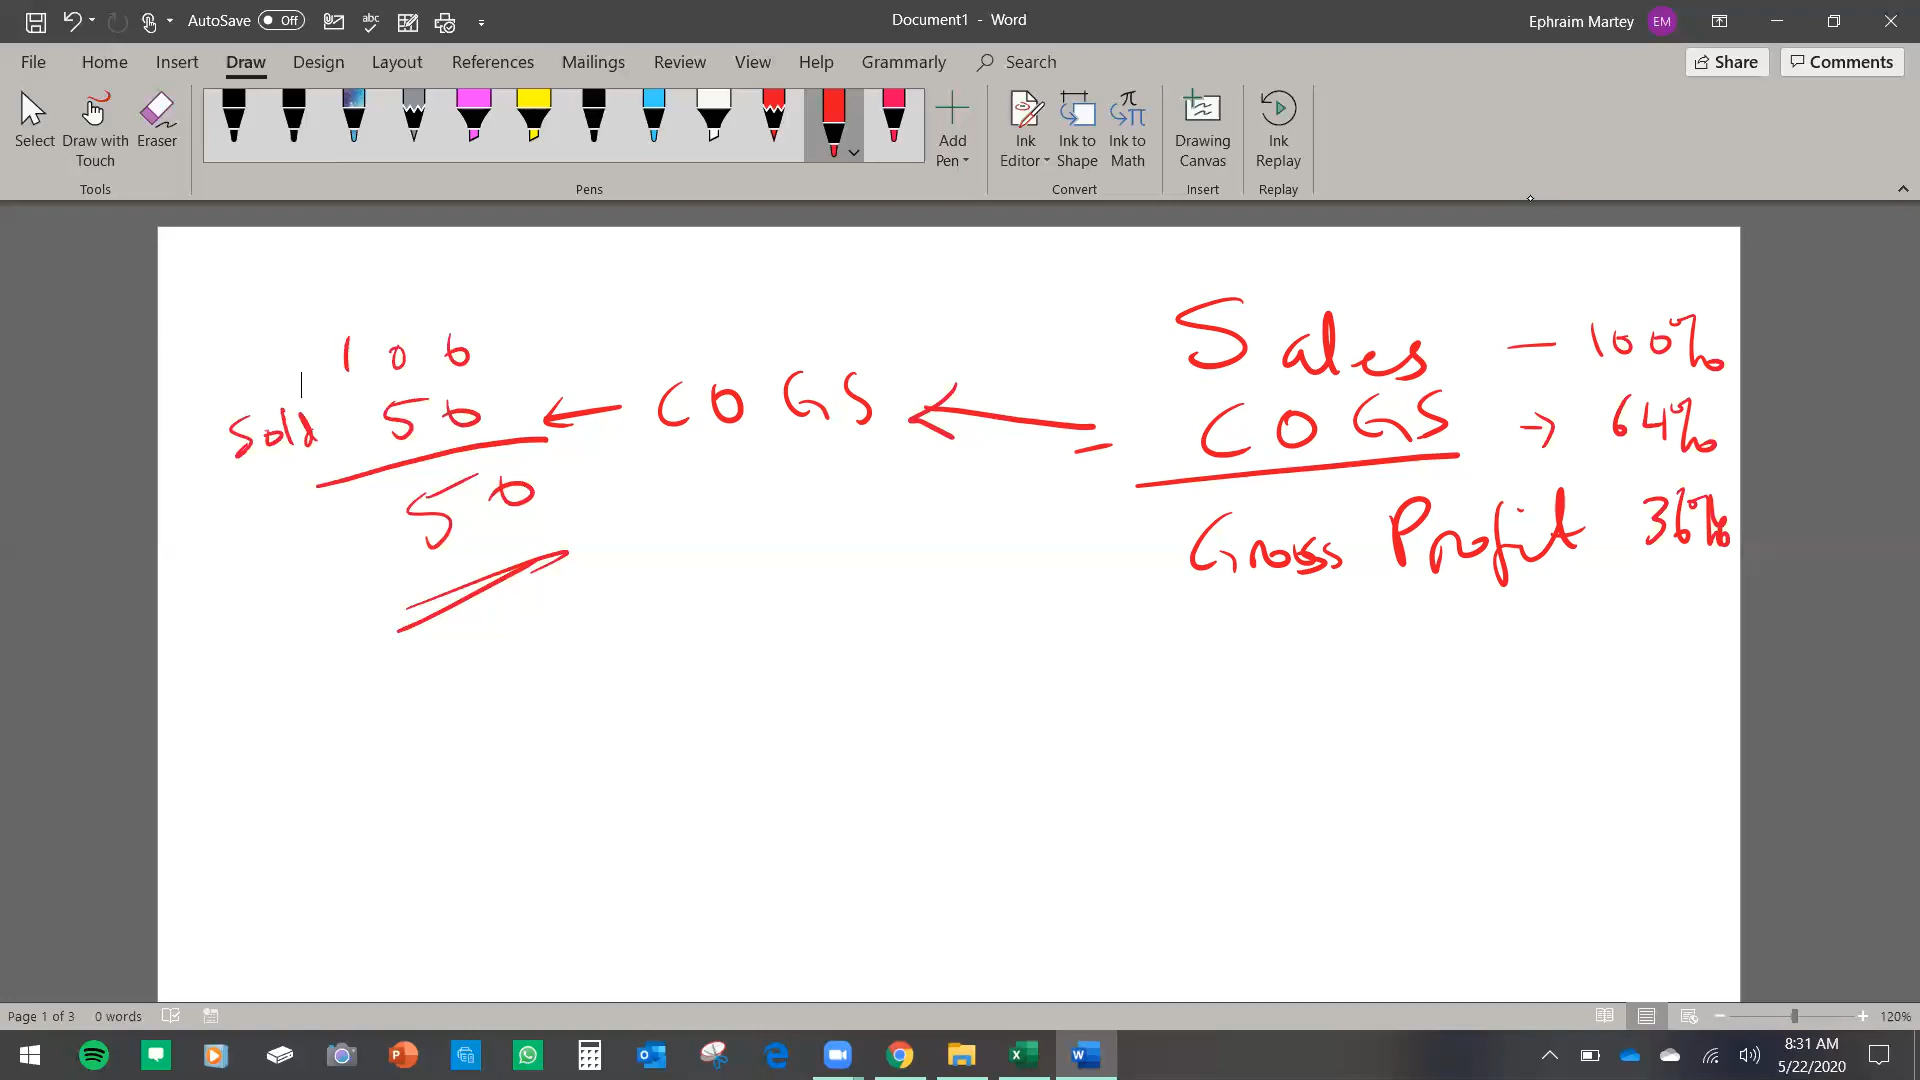 AutoSave Off
Document1 - Word
Ephraim Martey EM
File Home Insert Draw Design Layout References Mailings Review View Help Grammarly Search
Share Comments
Select Draw with Touch Eraser
Add Pen
Ink Editor Ink to Shape Ink to Math
Drawing Canvas
Ink Replay
Tools Pens Convert Insert Replay
100
Sold 50
50
COGS
Sales — 100%
- COGS → 64%
Gross Profit 36%
Page 1 of 3 0 words
120%
8:31 AM
5/22/2020